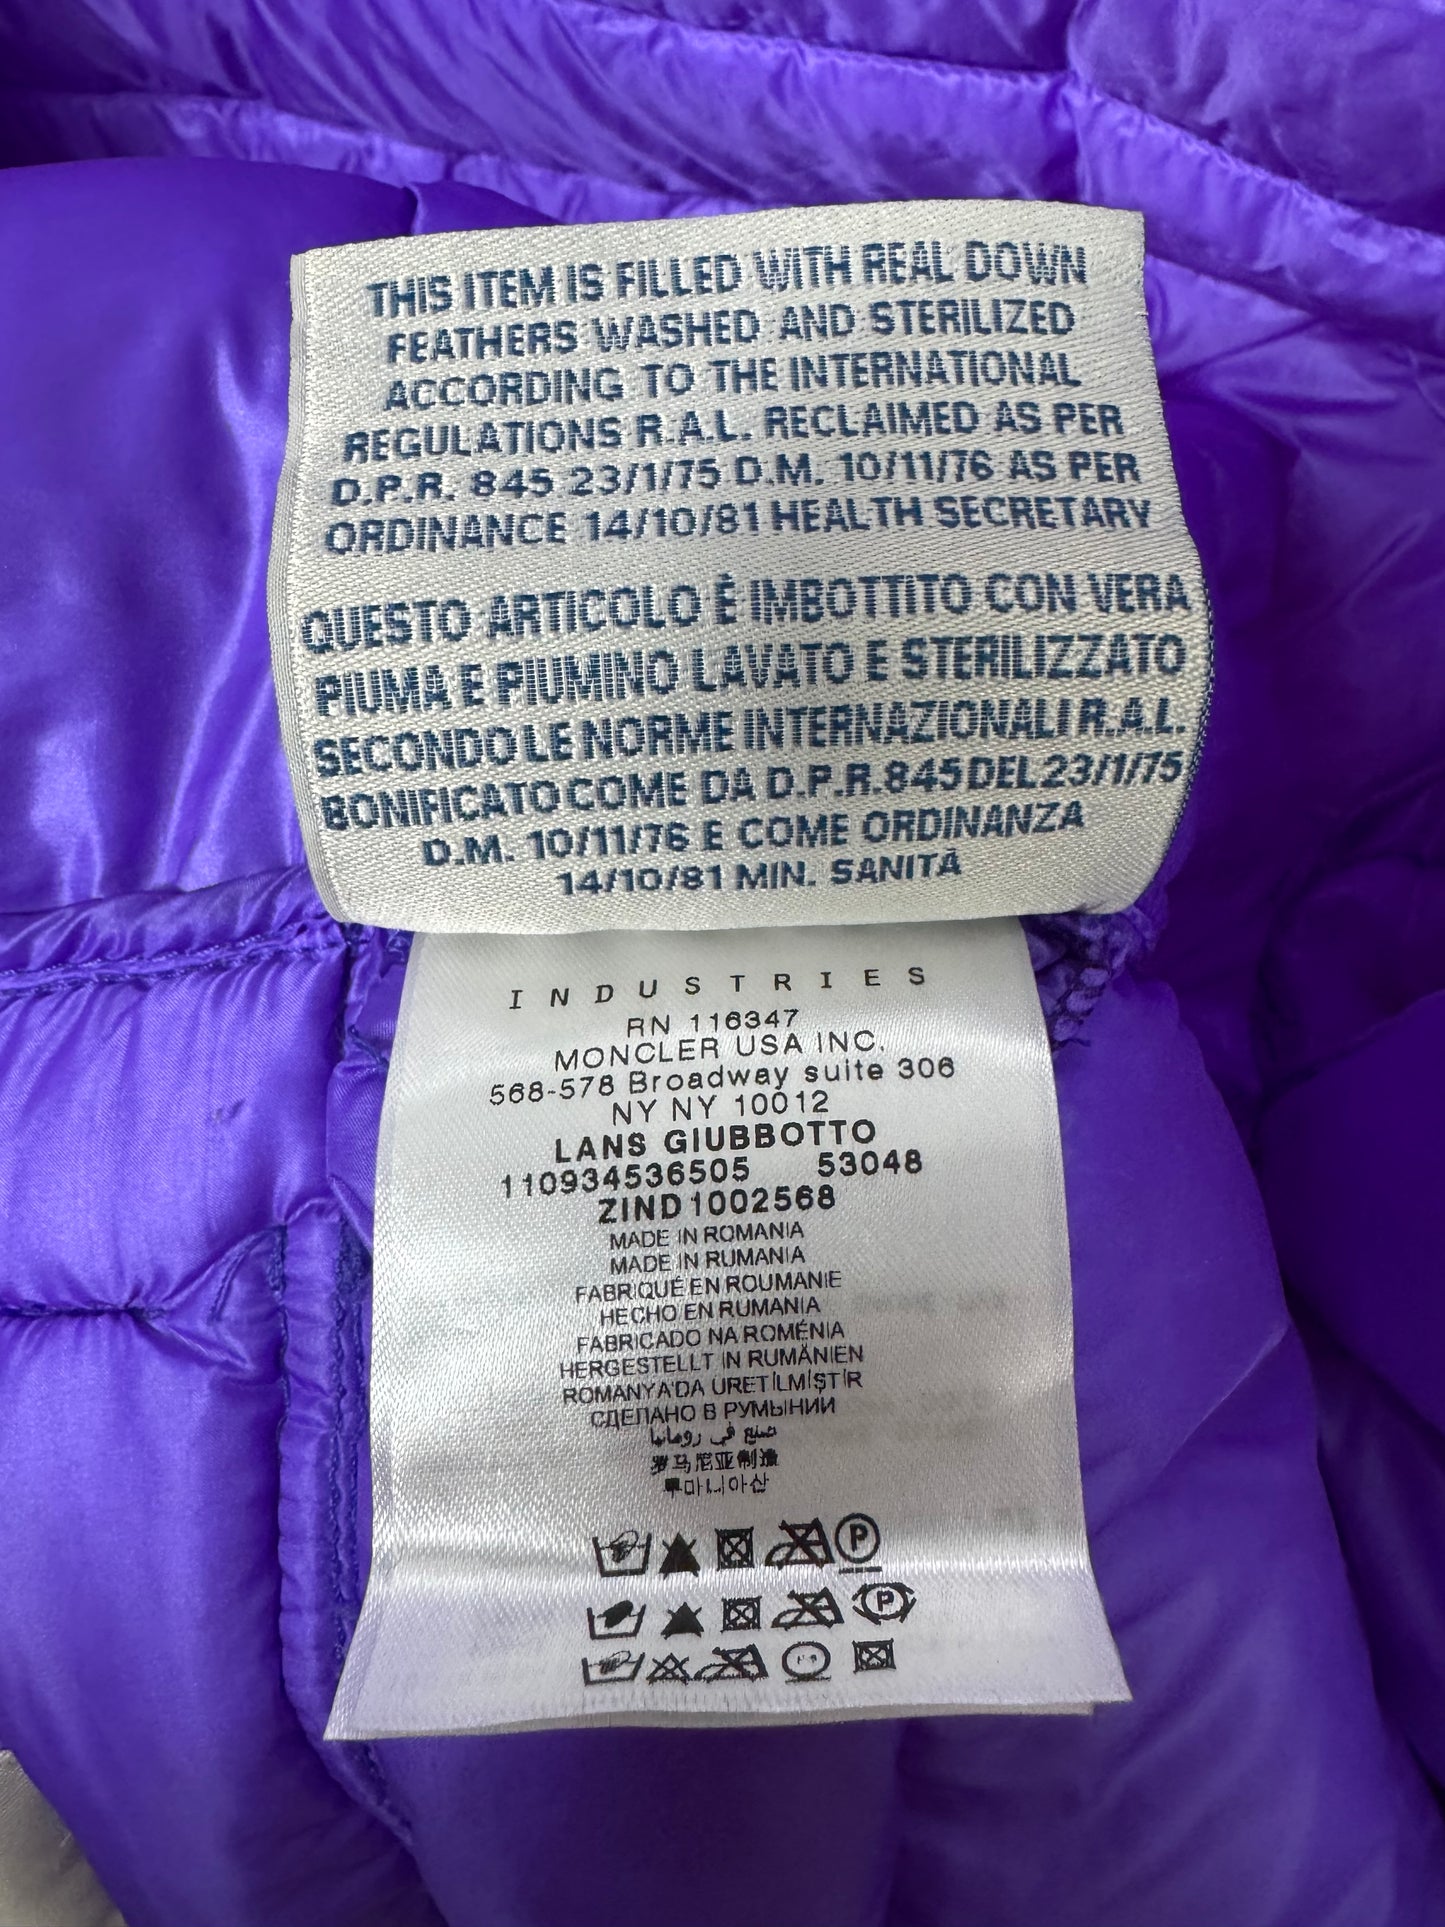 THIS ITEM IS FILLED WITH REAL DOWN
FEATHERS WASHED AND STERILIZED
ACCORDING TO THE INTERNATIONAL
REGULATIONS R.A.L. RECLAIMED AS PER
D.P.R. 845 23/1/75 D.M. 10/11/76 AS PER
ORDINANCE 14/10/81 HEALTH SECRETARY
QUESTO ARTICOLO È IMBOTTITO CON VERA
PIUMA E PIUMINO LAVATO E STERILIZZATO
SECONDO LE NORME INTERNAZIONALI R.A.L.
BONIFICATO COME DA D.P.R. 845 DEL 23/1/75
D.M. 10/11/76 E COME ORDINANZA
14/10/81 MIN. SANITÀ
INDUSTRIES
RN 116347
MONCLER USA INC.
568-578 Broadway suite 306
NY NY 10012
LANS GIUBBOTTO
110934536505 53048
ZIND1002568
MADE IN ROMANIA
MADE IN RUMANIA
FABRIQUÉ EN ROUMANIE
HECHO EN RUMANIA
FABRICADO NA ROMÉNIA
HERGESTELLT IN RUMÄNIEN
ROMANYA'DA URETİLMİŞTİR
СДЕЛАНО В РУМЫНИИ
صنع في رومانيا
罗马尼亚制造
루마니아산
P
P